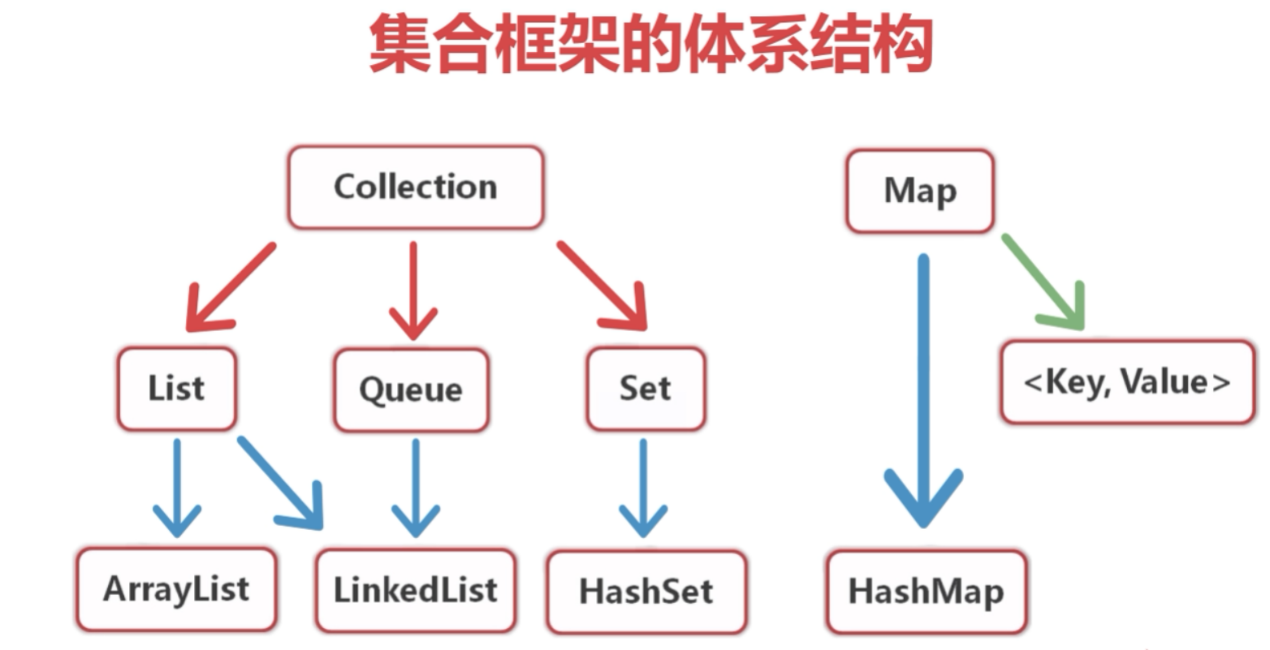 集合框架的体系结构
Collection
Map
List
Queue
Set
<Key, Value>
ArrayList
LinkedList
HashSet
HashMap